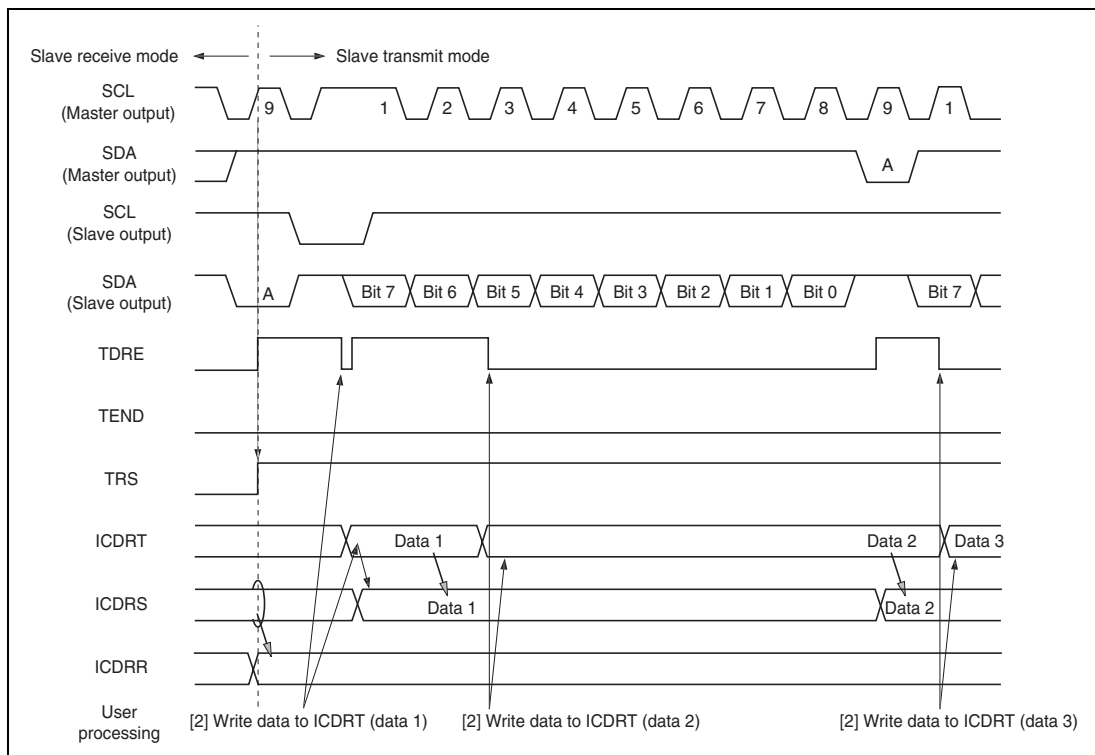 Slave receive mode
Slave transmit mode
SCL
(Master output)
9 1 2 3 4 5 6 7 8 9 1
SDA
(Master output)
A
SCL
(Slave output)
SDA
(Slave output)
A Bit 7 Bit 6 Bit 5 Bit 4 Bit 3 Bit 2 Bit 1 Bit 0 Bit 7
TDRE
TEND
TRS
ICDRT
Data 1 Data 2 Data 3
ICDRS
Data 1 Data 2
ICDRR
User
processing
[2] Write data to ICDRT (data 1)
[2] Write data to ICDRT (data 2)
[2] Write data to ICDRT (data 3)